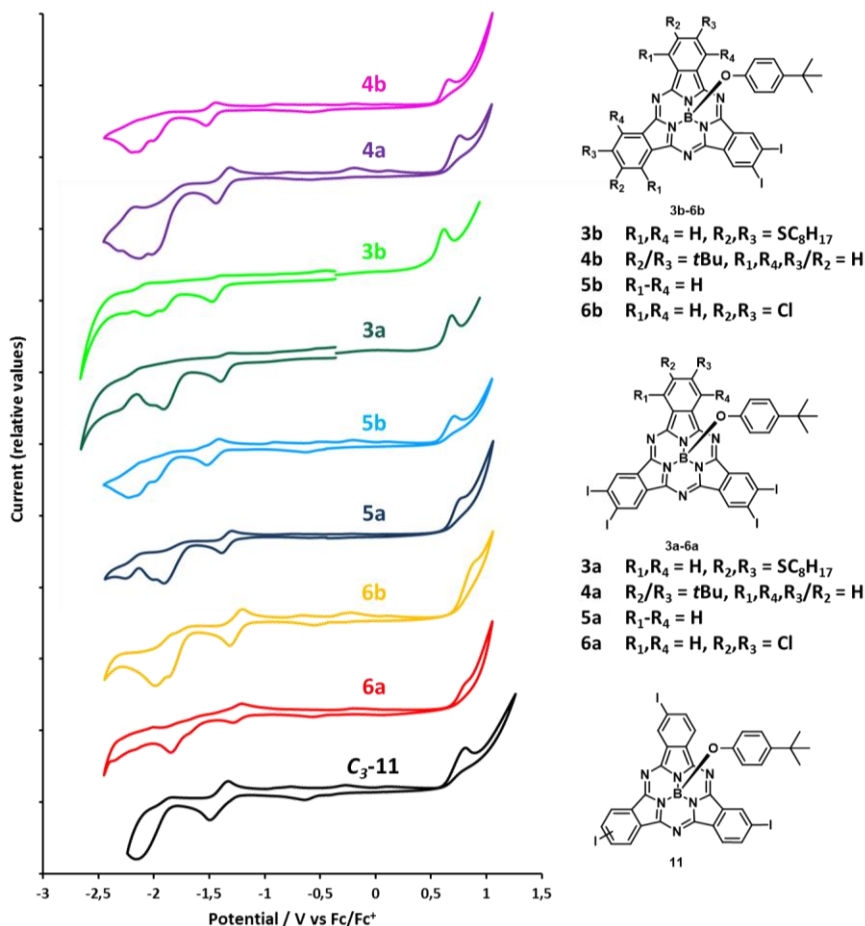 Current (relative values)
4b
4a
3b
3a
5b
5a
6b
6a
C₃-11
-3
-2,5
-2
-1,5
-1
-0,5
0
0,5
1
1,5
Potential / V vs Fc/Fc⁺
R₂ R₃
R₁ R₄
O
N N
R₄ B
N N
R₃ N I
R₂ R₁ I
3b-6b
3b R₁,R₄ = H, R₂,R₃ = SC₈H₁₇
4b R₂/R₃ = tBu, R₁,R₄,R₃/R₂ = H
5b R₁-R₄ = H
6b R₁,R₄ = H, R₂,R₃ = Cl
R₂ R₃
R₁ R₄
O
N N
N
B
N N
I N I
I I
3a-6a
3a R₁,R₄ = H, R₂,R₃ = SC₈H₁₇
4a R₂/R₃ = tBu, R₁,R₄,R₃/R₂ = H
5a R₁-R₄ = H
6a R₁,R₄ = H, R₂,R₃ = Cl
I
O
N N
N
B
N N
I N I
11